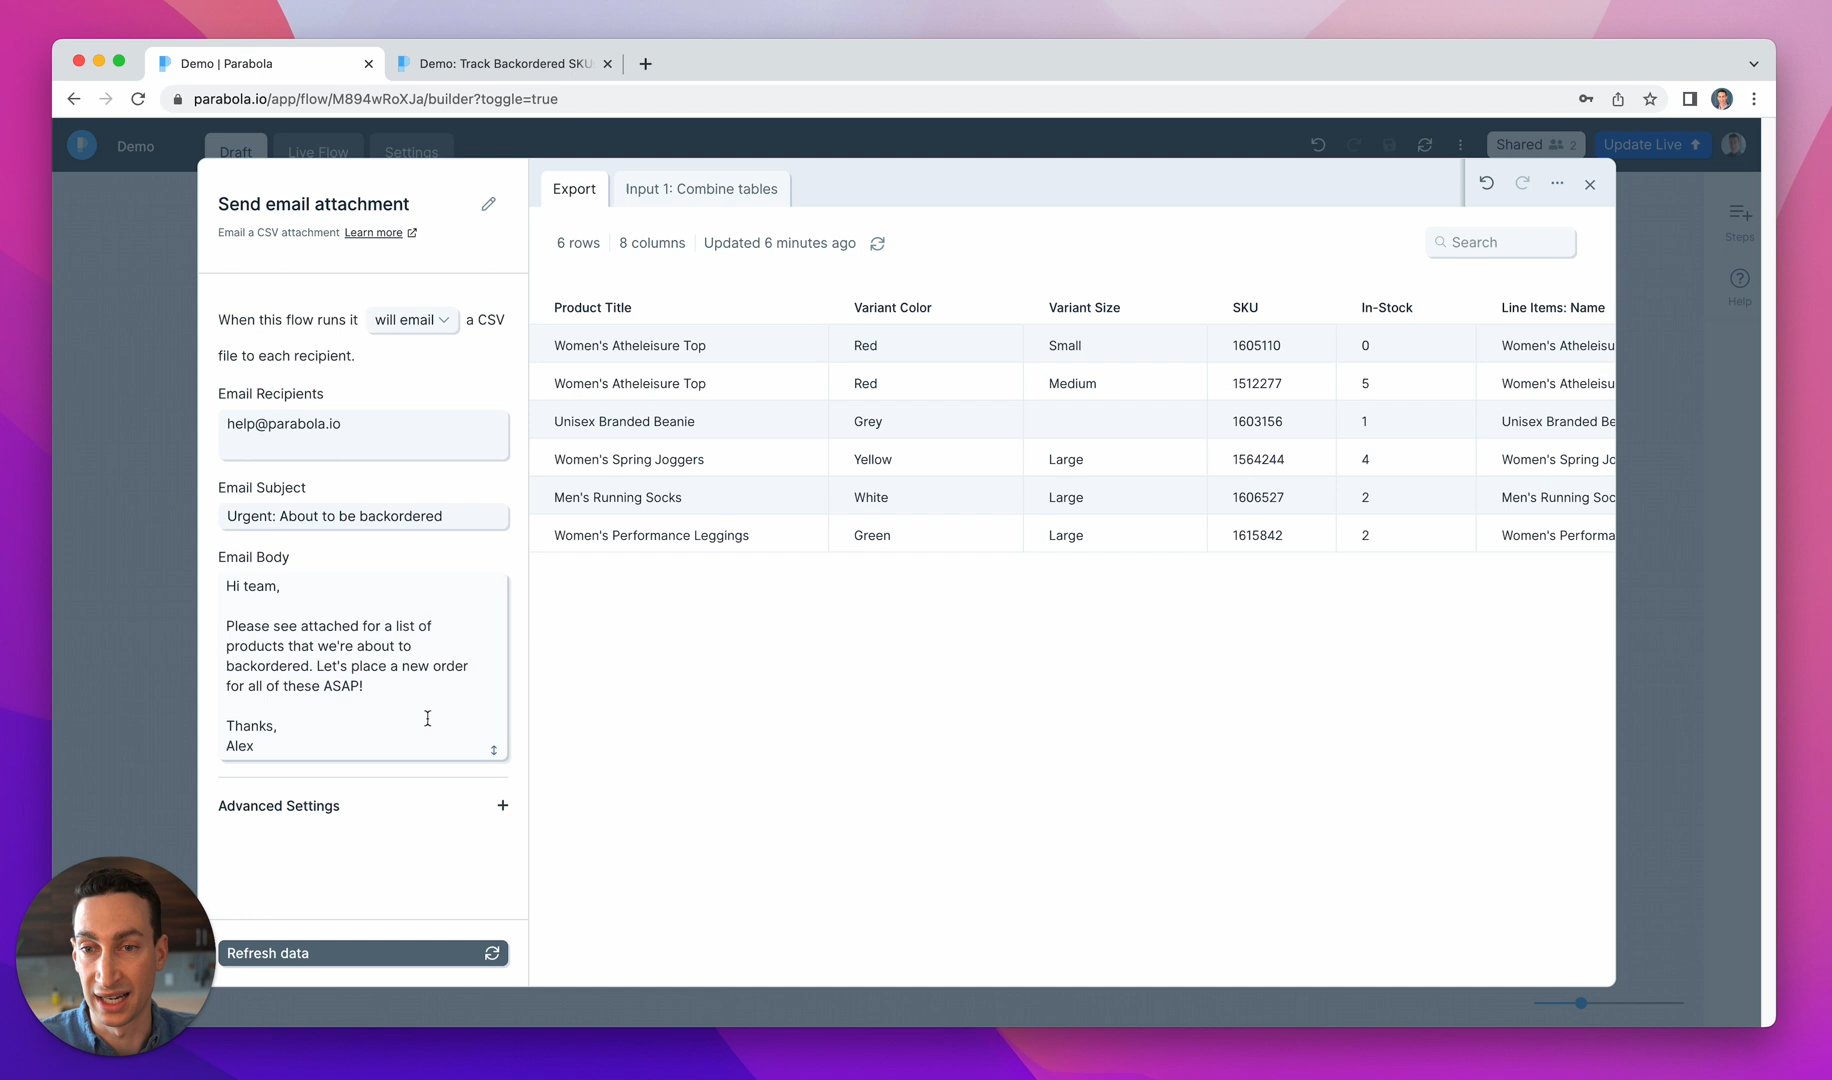 Demo | Parabola
Demo: Track Backordered SKU
parabola.io/app/flow/M894wRoXJa/builder?toggle=true
Demo
Draft
Live Flow
Settings
Shared 2
Update Live
Send email attachment
Email a CSV attachment Learn more
Export
Input 1: Combine tables
6 rows
8 columns
Updated 6 minutes ago
Search
Steps
Help
When this flow runs it will email a CSV
file to each recipient.
Email Recipients
help@parabola.io
Email Subject
Urgent: About to be backordered
Email Body
Hi team,
Please see attached for a list of
products that we're about to
backordered. Let's place a new order
for all of these ASAP!
Thanks,
Alex
Advanced Settings
Refresh data
Product Title Variant Color Variant Size SKU In-Stock Line Items: Name
Women's Atheleisure Top Red Small 1605110 0 Women's Atheleisu
Women's Atheleisure Top Red Medium 1512277 5 Women's Atheleisu
Unisex Branded Beanie Grey 1603156 1 Unisex Branded Be
Women's Spring Joggers Yellow Large 1564244 4 Women's Spring Jo
Men's Running Socks White Large 1606527 2 Men's Running Soc
Women's Performance Leggings Green Large 1615842 2 Women's Performa